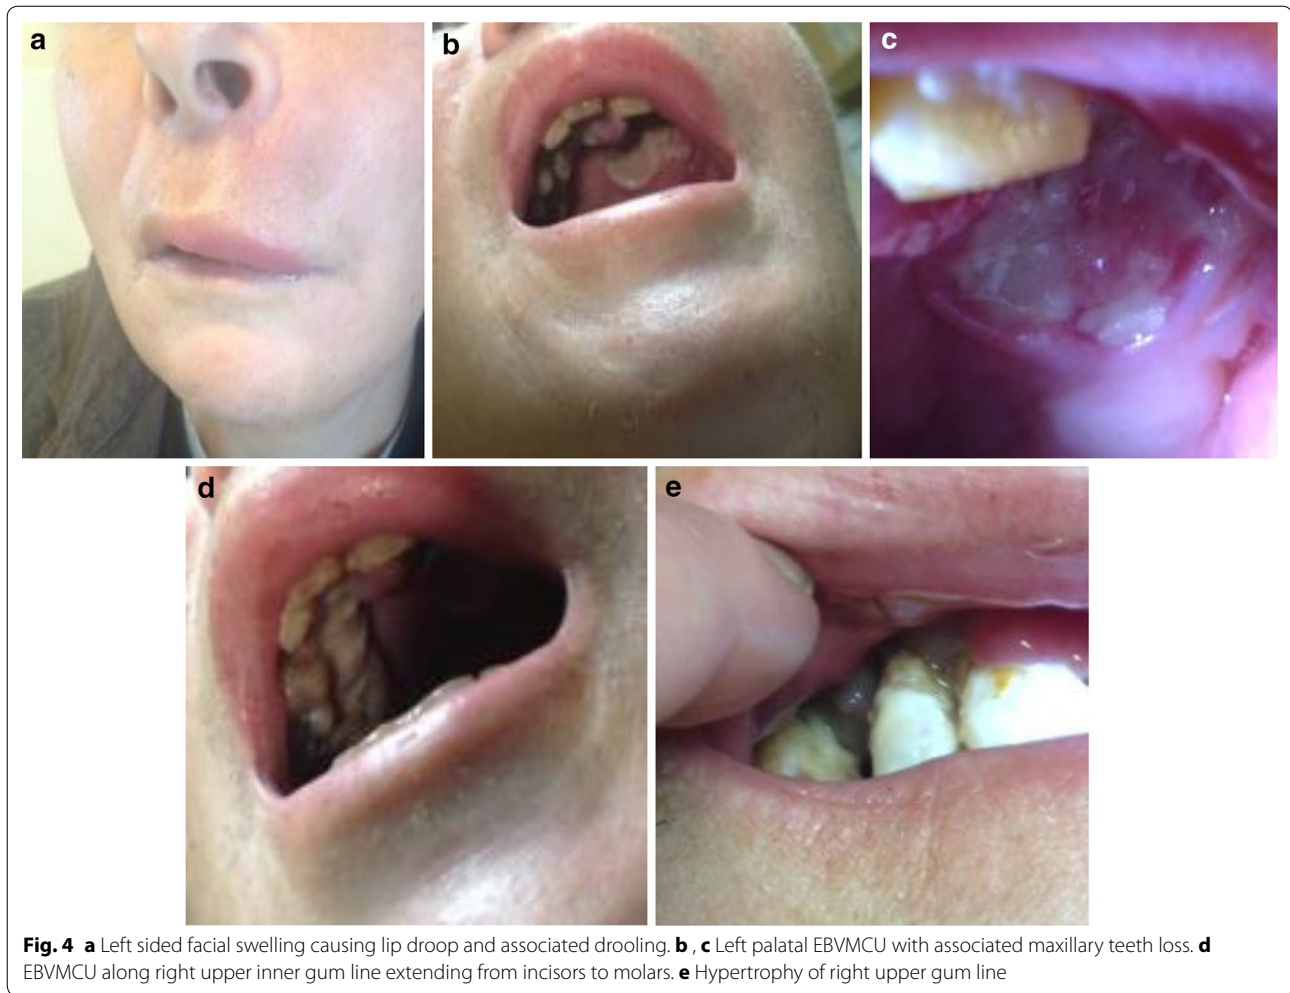 a
b
c
d
e
Fig. 4 a Left sided facial swelling causing lip droop and associated drooling. b , c Left palatal EBVMCU with associated maxillary teeth loss. d
EBVMCU along right upper inner gum line extending from incisors to molars. e Hypertrophy of right upper gum line